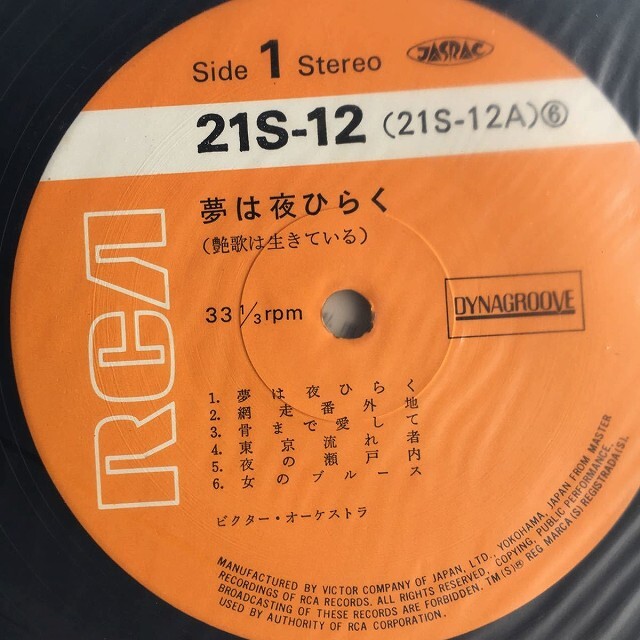 Side 1 Stereo
JASRAC
21S-12 (21S-12A)⑥
夢は夜ひらく
(艶歌は生きている)
RCA
33 1/3 rpm
DYNAGROOVE
1. 夢は夜ひらく
2. 網走番外地
3. 骨まで愛して
4. 東京流れ者
5. 夜の瀬戸内
6. 女のブルース
ビクター・オーケストラ
MANUFACTURED BY VICTOR COMPANY OF JAPAN, LTD., YOKOHAMA, JAPAN FROM MASTER
RECORDINGS OF RCA RECORDS. ALL RIGHTS RESERVED, COPYING, PUBLIC PERFORMANCE,
BROADCASTING OF THESE RECORDS ARE FORBIDDEN. TM(S)® REG MARCA(S) REGISTRADA(S),
USED BY AUTHORITY OF RCA CORPORATION.